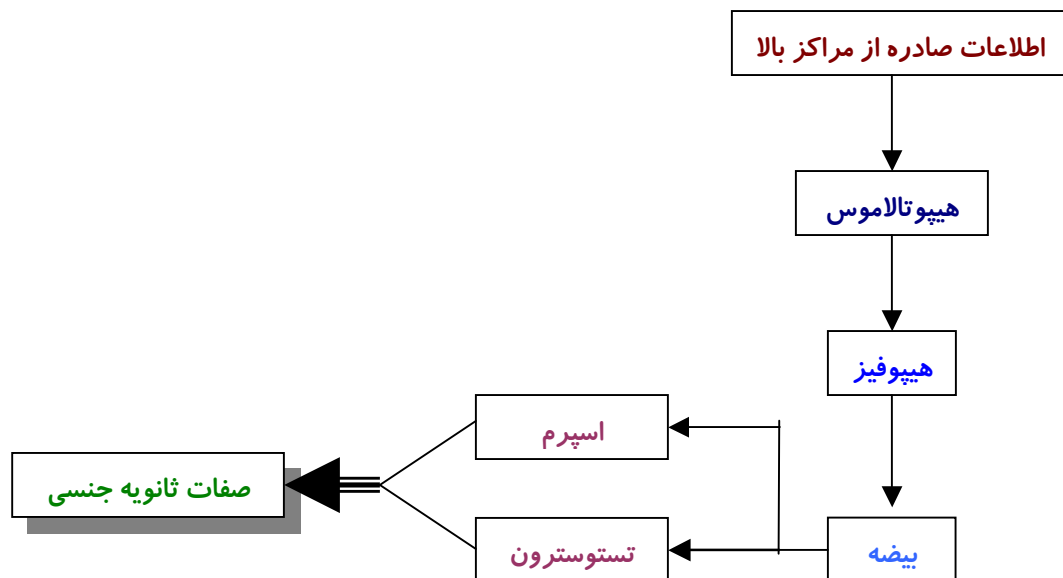 اطلاعات صادره از مراکز بالا
هیپوتالاموس
هیپوفیز
اسپرم
صفات ثانویه جنسی
تستوسترون
بیضه